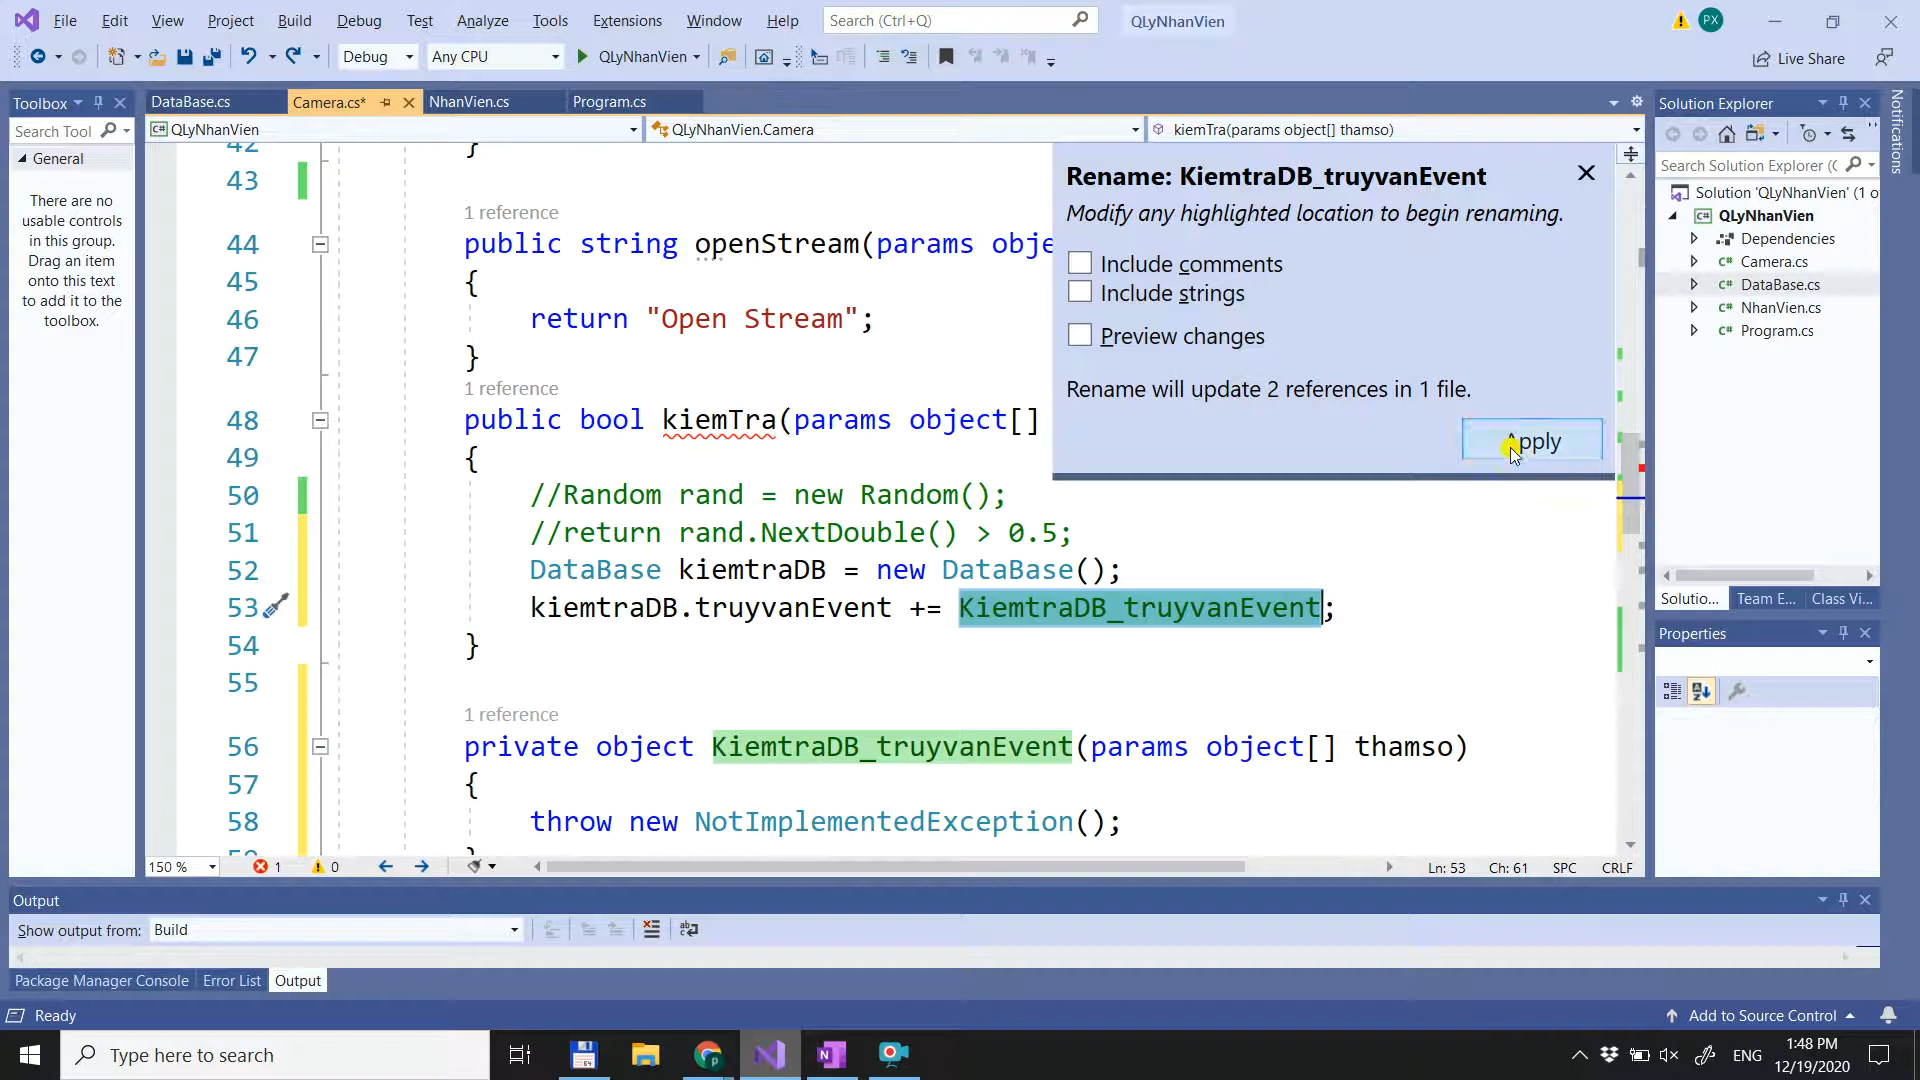 File Edit View Project Build Debug Test Analyze Tools Extensions Window Help Search (Ctrl+Q) QLyNhanVien PX
Debug Any CPU QLyNhanVien Live Share
Toolbox DataBase.cs Camera.cs* NhanVien.cs Program.cs Solution Explorer
Search Tool C# QLyNhanVien QLyNhanVien.Camera kiemTra(params object[] thamso)
General
There are no
usable controls
in this group.
Drag an item
onto this text
to add it to the
toolbox.
42 }
43
1 reference
44 public string openStream(params obje
45 {
46 return "Open Stream";
47 }
1 reference
48 public bool kiemTra(params object[]
49 {
50 //Random rand = new Random();
51 //return rand.NextDouble() > 0.5;
52 DataBase kiemtraDB = new DataBase();
53 kiemtraDB.truyvanEvent += KiemtraDB_truyvanEvent;
54 }
55
1 reference
56 private object KiemtraDB_truyvanEvent(params object[] thamso)
57 {
58 throw new NotImplementedException();
Rename: KiemtraDB_truyvanEvent
Modify any highlighted location to begin renaming.
Include comments
Include strings
Preview changes
Rename will update 2 references in 1 file.
Apply
Search Solution Explorer (C
Solution 'QLyNhanVien' (1 o
C# QLyNhanVien
Dependencies
C# Camera.cs
C# DataBase.cs
C# NhanVien.cs
C# Program.cs
Solutio... Team E... Class Vi...
Properties
Notifications
150 % 1 0 Ln: 53 Ch: 61 SPC CRLF
Output
Show output from: Build
Package Manager Console Error List Output
Ready Add to Source Control
Type here to search 64 ENG 1:48 PM
12/19/2020